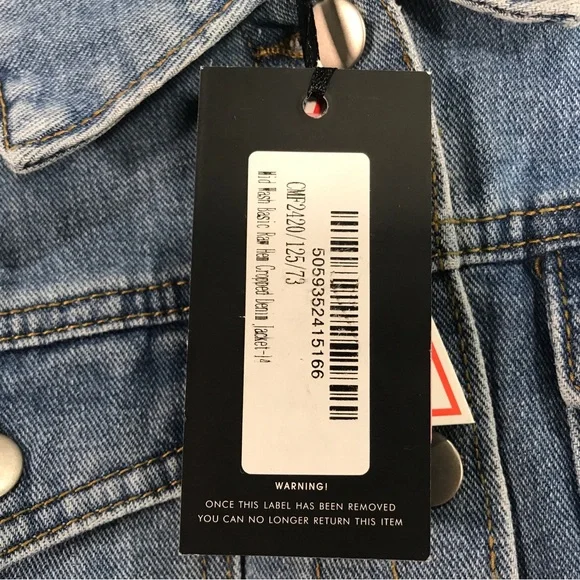 CMF2420/125/73
Mid Wash Basic Raw Hem Cropped Denim Jacket-14
5059352415166
WARNING!
ONCE THIS LABEL HAS BEEN REMOVED
YOU CAN NO LONGER RETURN THIS ITEM